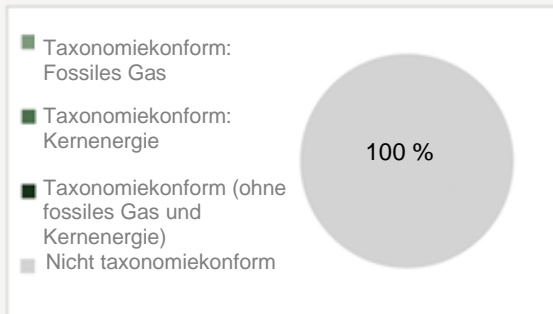 Taxonomiekonform:
Fossiles Gas
Taxonomiekonform:
Kernenergie
Taxonomiekonform (ohne
fossiles Gas und
Kernenergie)
Nicht taxonomiekonform
100 %